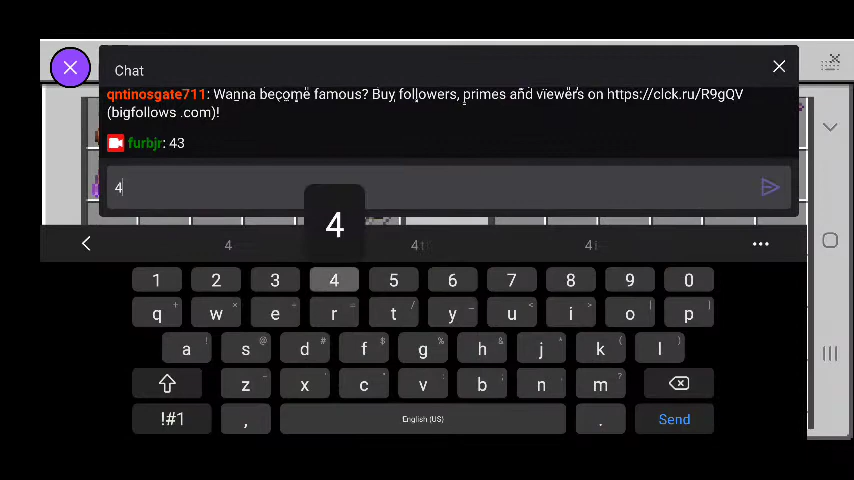 Chat
qntinosgate711: Wanna become famous? Buy followers, primes and viewers on https://clck.ru/R9gQV
(bigfollows .com)!
furbjr: 43
4
4
4 4↑ 4¡ •••
1 2 3 4 5 6 7 8 9 0
q w e r t y u i o p
a s d f g h j k l
z x c v b n m
!#1 , English (US) . Send